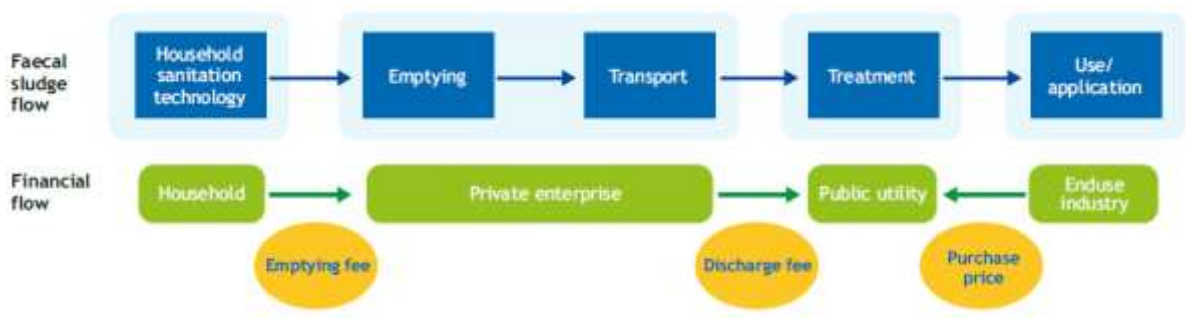 Faecal
sludge
flow
Household
sanitation
technology
Emptying
Transport
Treatment
Use/
application
Financial
flow
Household
Private enterprise
Public utility
Enduse
industry
Emptying fee
Discharge fee
Purchase
price